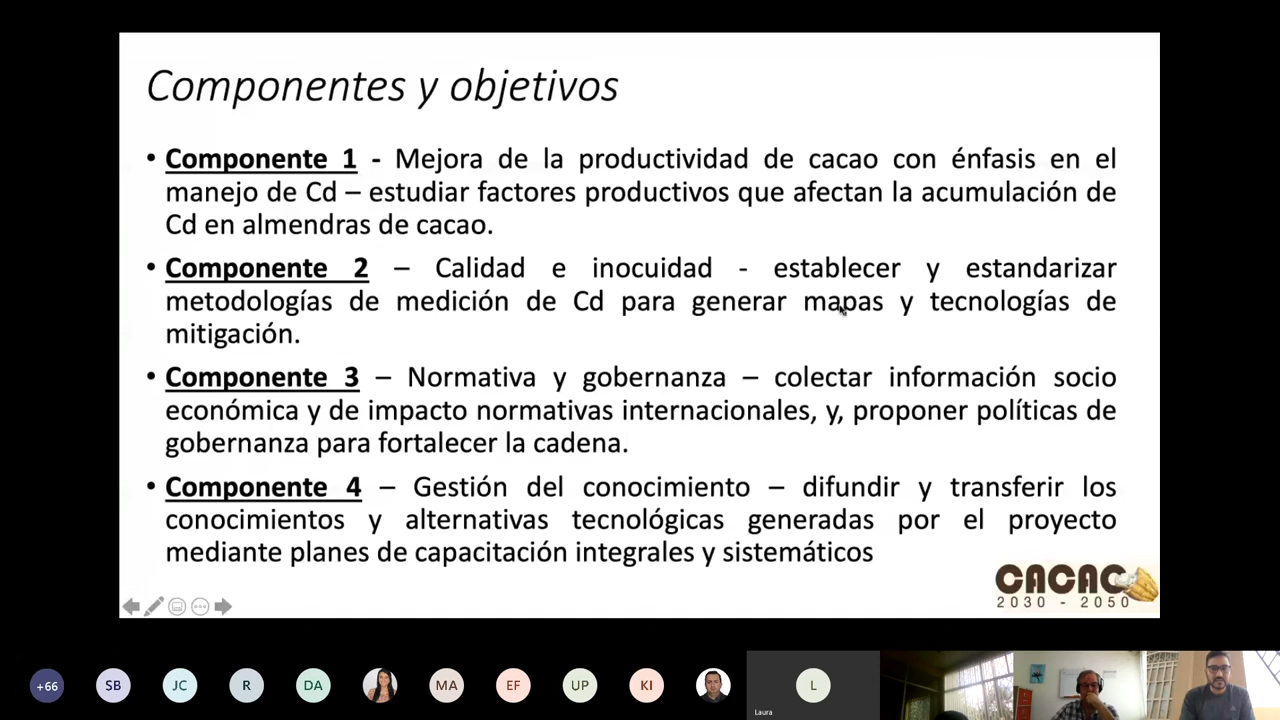 Componentes y objetivos
• Componente 1 - Mejora de la productividad de cacao con énfasis en el
manejo de Cd – estudiar factores productivos que afectan la acumulación de
Cd en almendras de cacao.
• Componente 2 – Calidad e inocuidad - establecer y estandarizar
metodologías de medición de Cd para generar mapas y tecnologías de
mitigación.
• Componente 3 – Normativa y gobernanza – colectar información socio
económica y de impacto normativas internacionales, y, proponer políticas de
gobernanza para fortalecer la cadena.
• Componente 4 – Gestión del conocimiento – difundir y transferir los
conocimientos y alternativas tecnológicas generadas por el proyecto
mediante planes de capacitación integrales y sistemáticos
CACAO
2030 - 2050
+66 SB JC R DA MA EF UP KI L
Laura